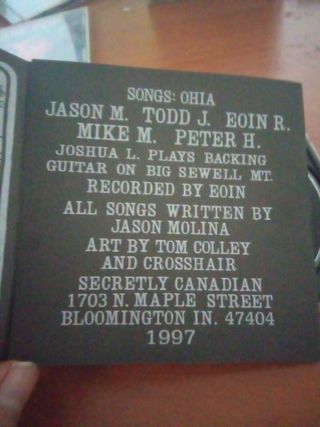 SONGS: OHIA
JASON M. TODD J. EOIN R.
MIKE M. PETER H.
JOSHUA L. PLAYS BACKING
GUITAR ON BIG SEWELL MT.
RECORDED BY EOIN
ALL SONGS WRITTEN BY
JASON MOLINA
ART BY TOM COLLEY
AND CROSSHAIR
SECRETLY CANADIAN
1703 N. MAPLE STREET
BLOOMINGTON IN. 47404
1997